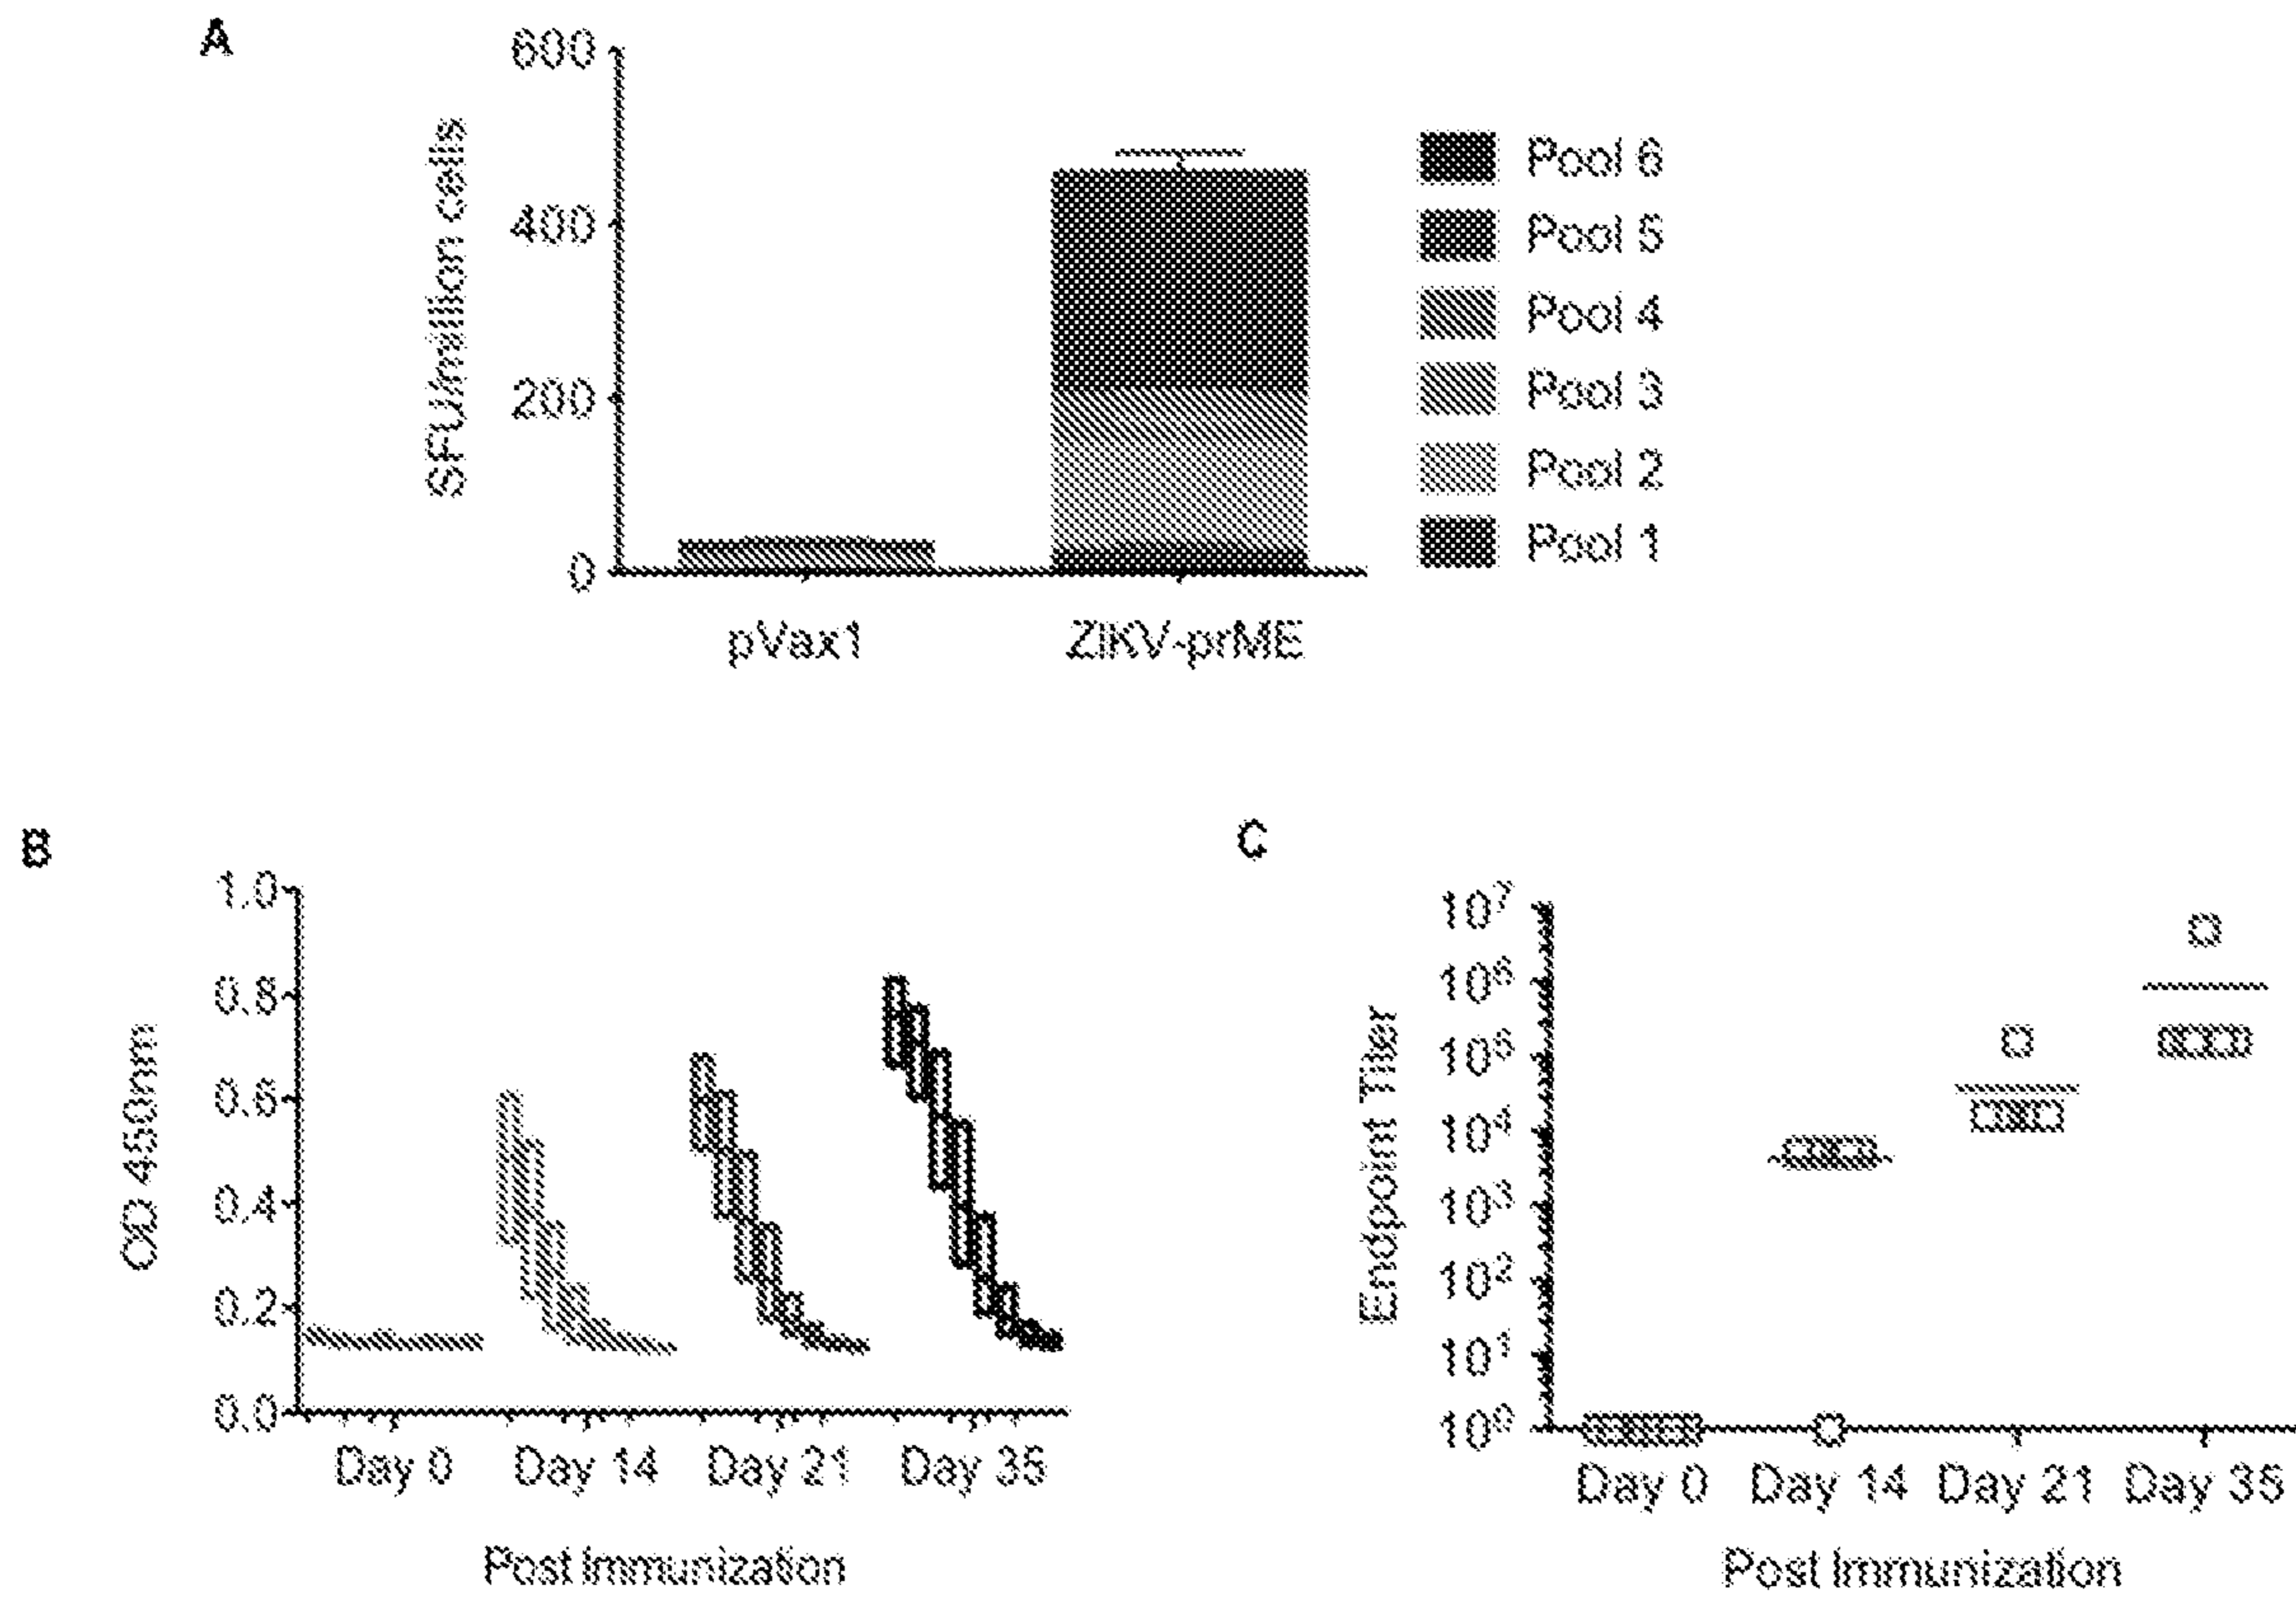 A
600
400
200
0
SFU/million cells
pVax1
ZIKV-prME
Pool 6
Pool 5
Pool 4
Pool 3
Pool 2
Pool 1
B
1.0
0.8
0.6
0.4
0.2
0.0
OD 450nm
Day 0
Day 14
Day 21
Day 35
Post Immunization
C
10⁷
10⁶
10⁵
10⁴
10³
10²
10¹
10⁰
Endpoint Titer
Day 0
Day 14
Day 21
Day 35
Post Immunization